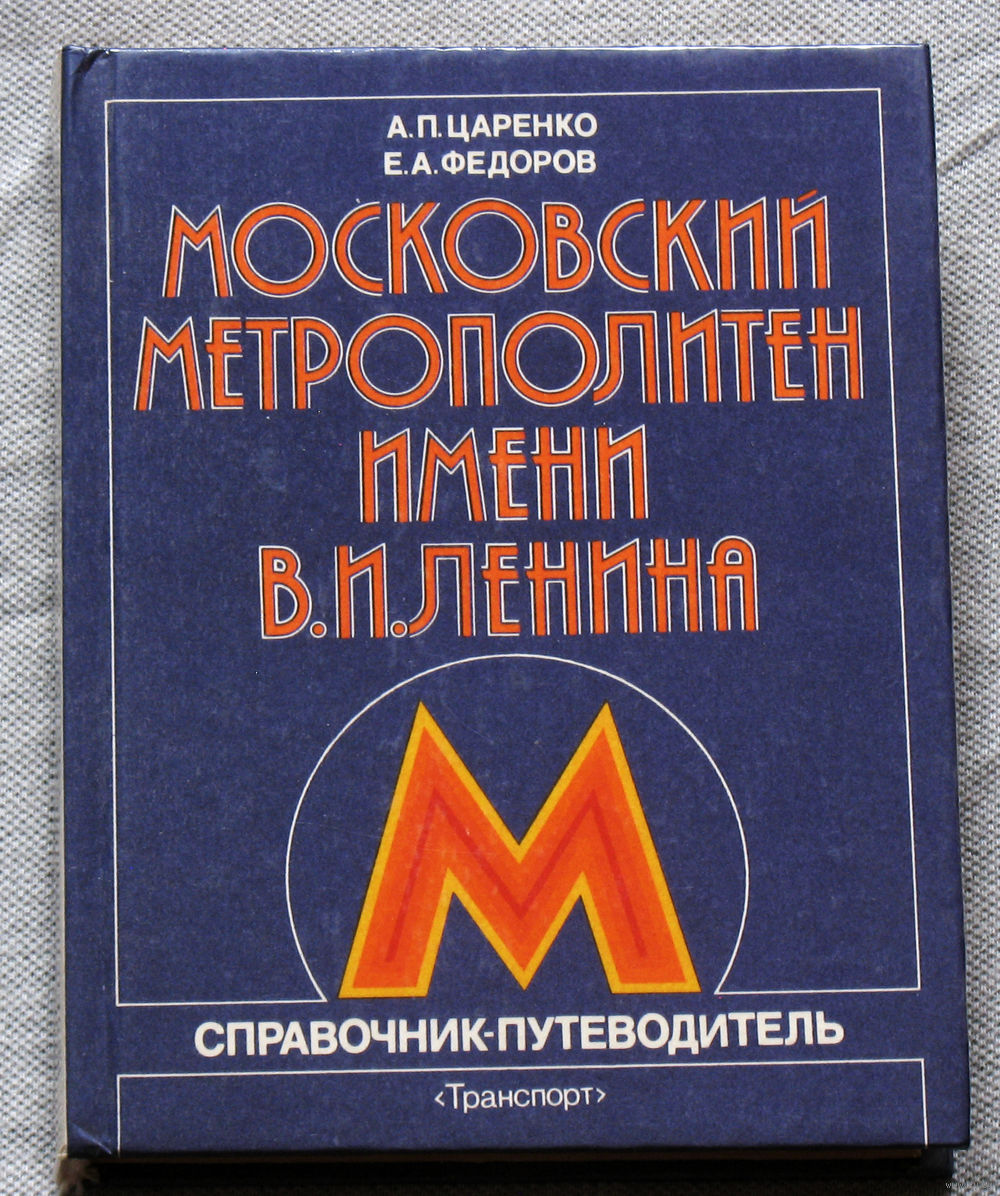 А.П.ЦАРЕНКО
Е.А.ФЕДОРОВ
МОСКОВСКИЙ
МЕТРОПОЛИТЕН
ИМЕНИ
В.И.ЛЕНИНА
М
СПРАВОЧНИК-ПУТЕВОДИТЕЛЬ
‹Транспорт›